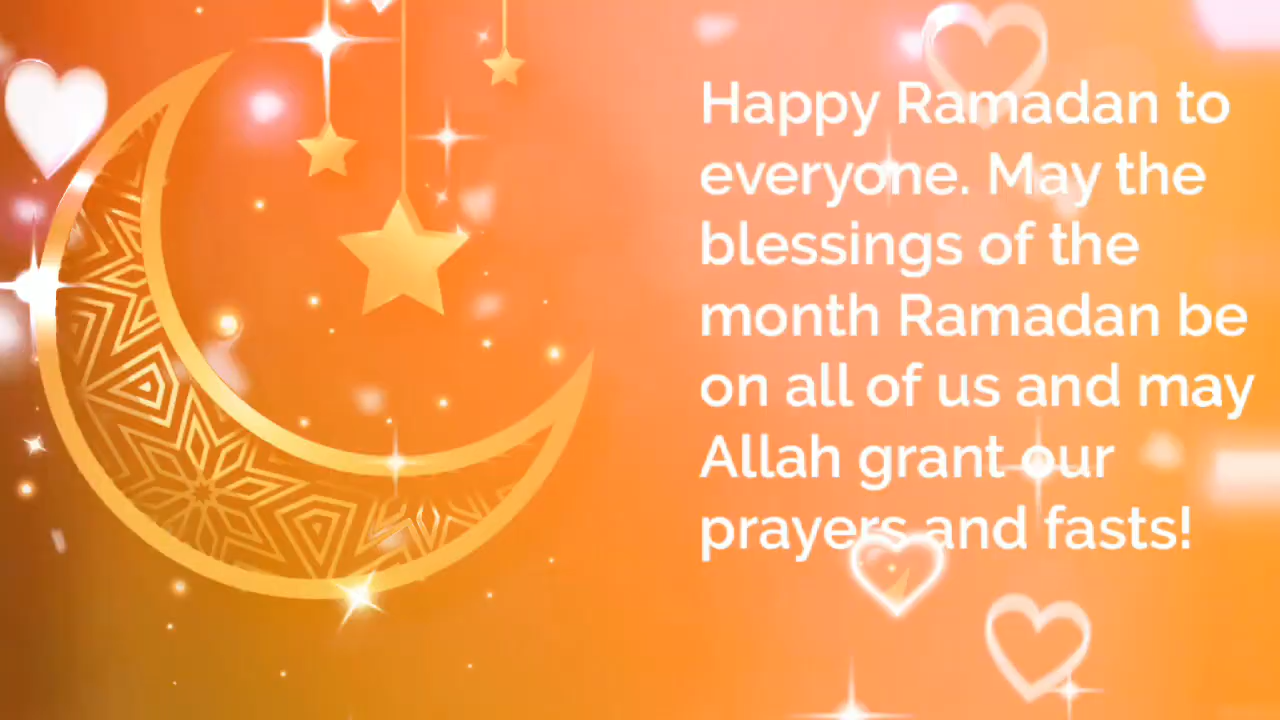 Happy Ramadan to
everyone. May the
blessings of the
month Ramadan be
on all of us and may
Allah grant our
prayers and fasts!